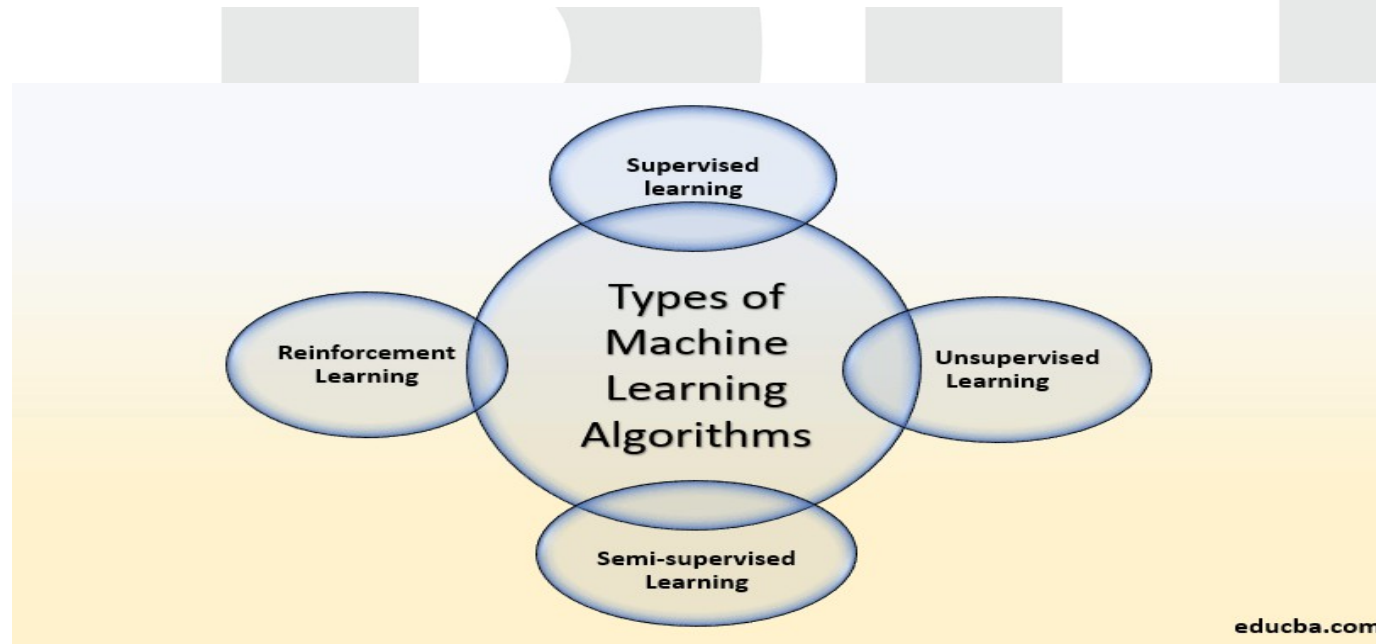 Supervised
learning
Types of
Machine
Learning
Algorithms
Reinforcement
Learning
Unsupervised
Learning
Semi-supervised
Learning
educba.com